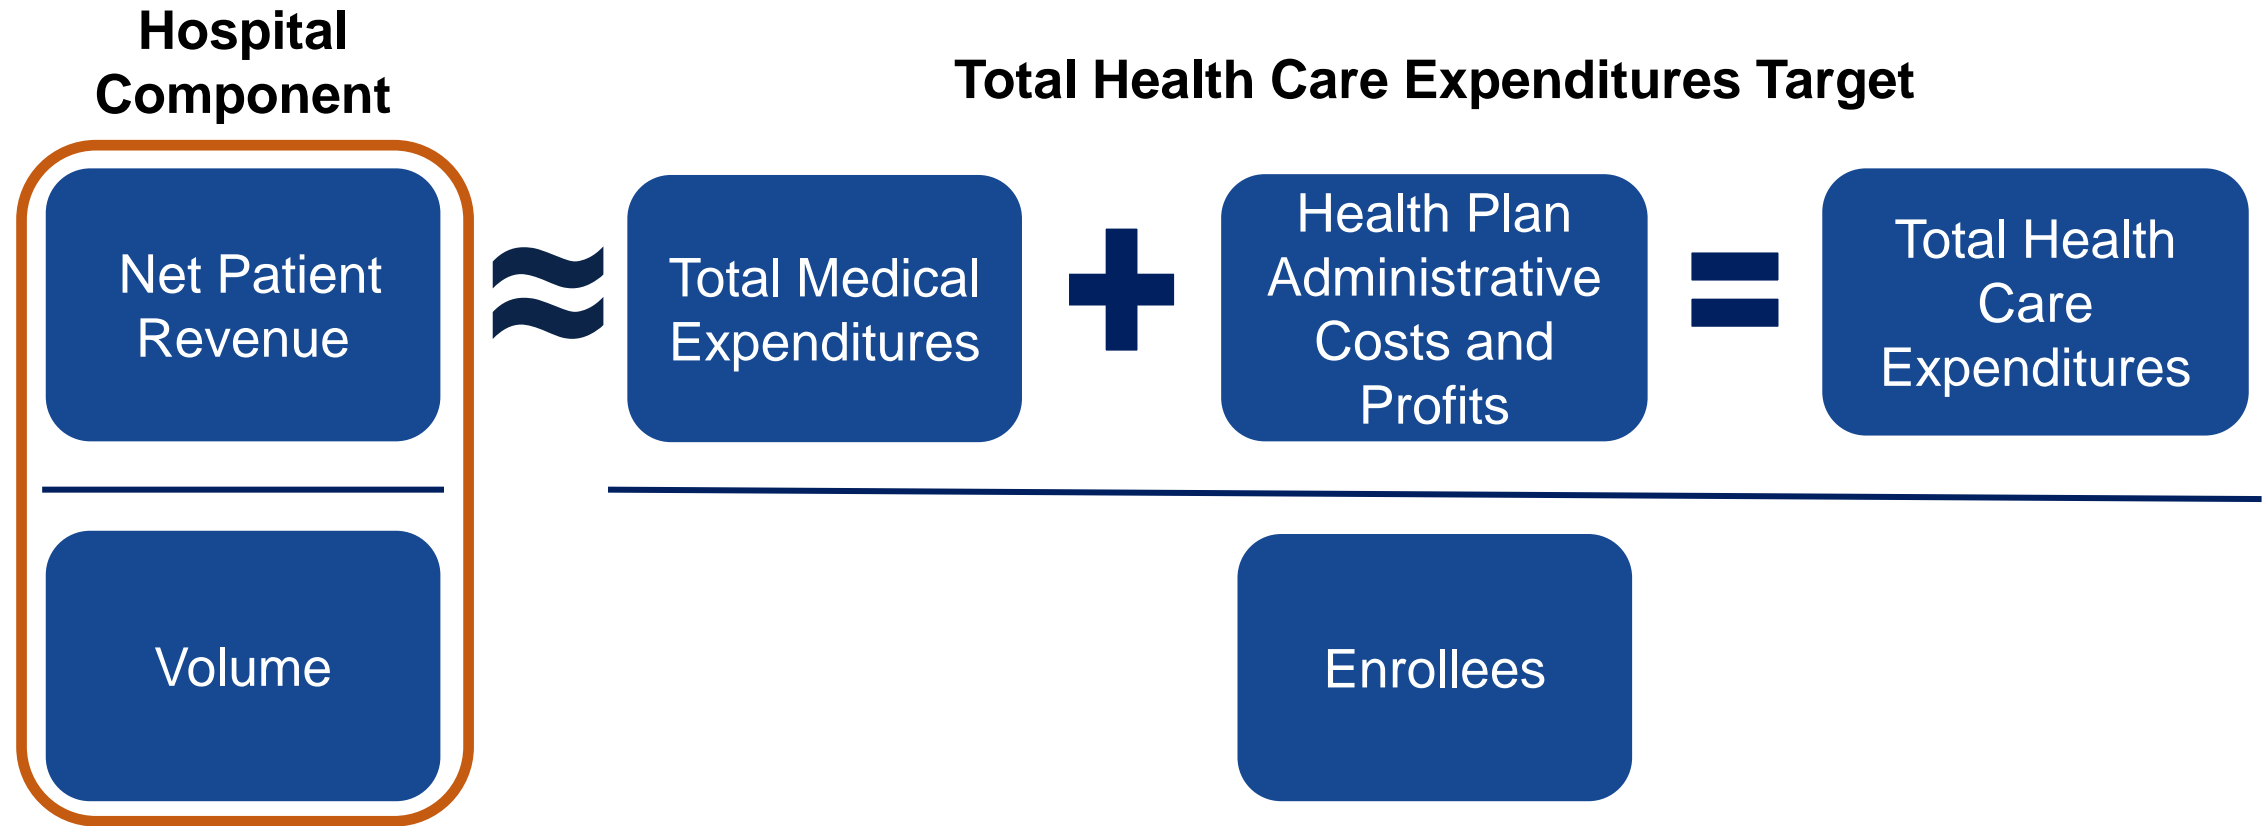 Hospital
Component
Total Health Care Expenditures Target
Net Patient
Revenue
≈
Total Medical
Expenditures
+
Health Plan
Administrative
Costs and
Profits
=
Total Health
Care
Expenditures
Volume
Enrollees